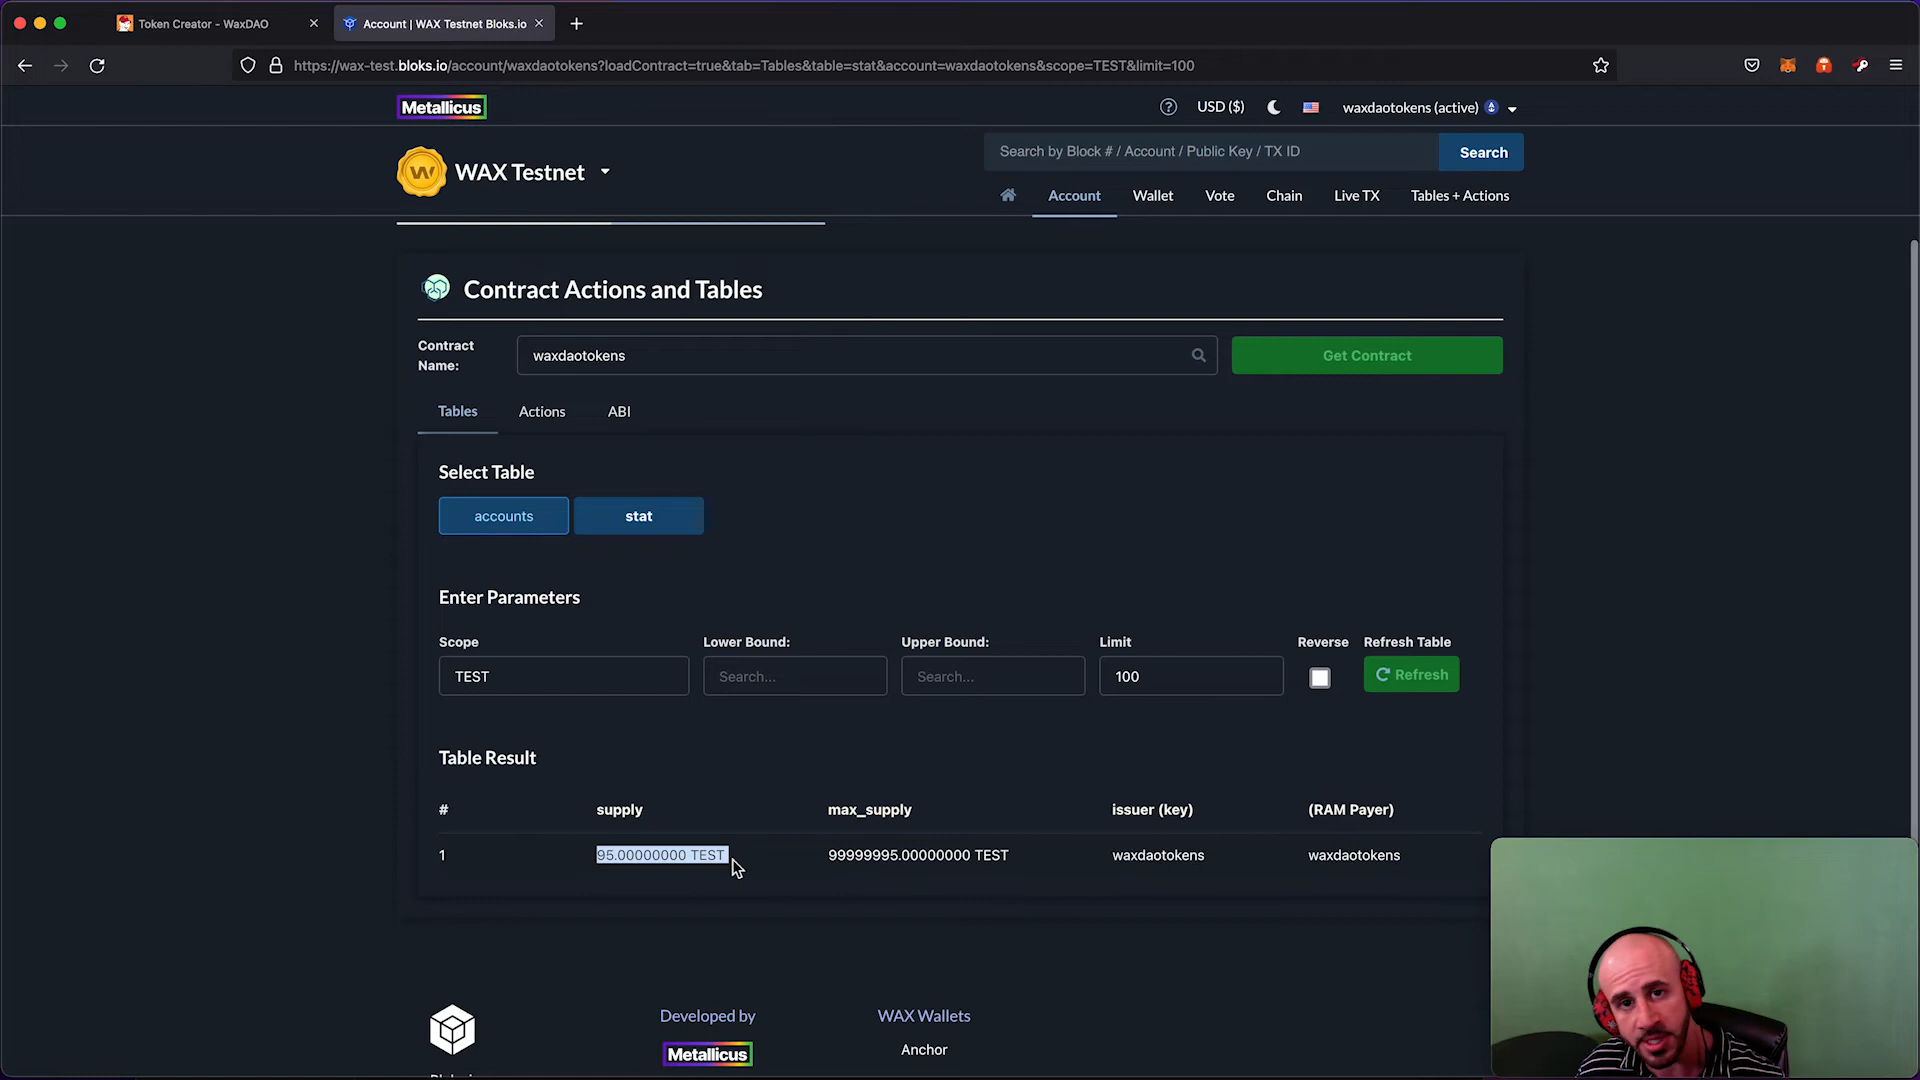 Token Creator - WaxDAO
Account | WAX Testnet Bloks.io
https://wax-test.bloks.io/account/waxdaotokens?loadContract=true&tab=Tables&table=stat&account=waxdaotokens&scope=TEST&limit=100
Metallicus
USD ($)
waxdaotokens (active)
WAX Testnet
Search by Block # / Account / Public Key / TX ID
Search
Account
Wallet
Vote
Chain
Live TX
Tables + Actions
Contract Actions and Tables
Contract
Name:
waxdaotokens
Get Contract
Tables
Actions
ABI
Select Table
accounts
stat
Enter Parameters
Scope
Lower Bound:
Upper Bound:
Limit
Reverse
Refresh Table
TEST
Search...
Search...
100
Refresh
Table Result
#
supply
max_supply
issuer (key)
(RAM Payer)
1
95.00000000 TEST
99999995.00000000 TEST
waxdaotokens
waxdaotokens
Developed by
WAX Wallets
Metallicus
Anchor